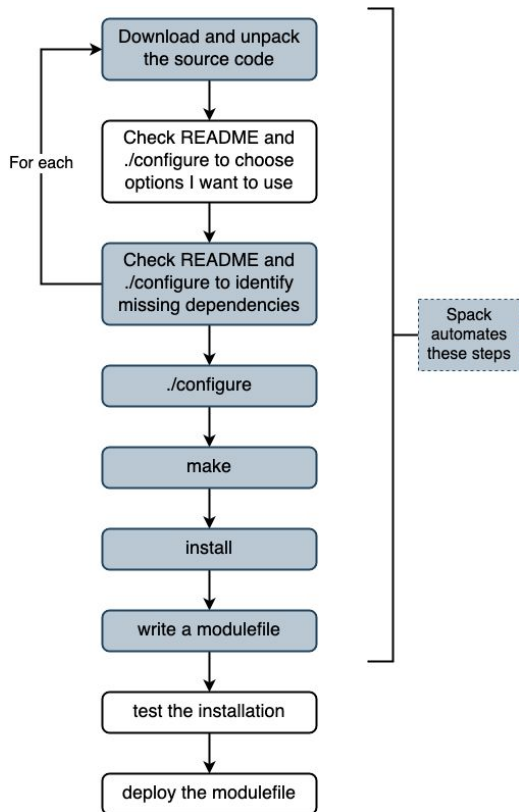 Download and unpack
the source code
Check README and
./configure to choose
options I want to use
For each
Check README and
./configure to identify
missing dependencies
Spack
automates
these steps
./configure
make
install
write a modulefile
test the installation
deploy the modulefile